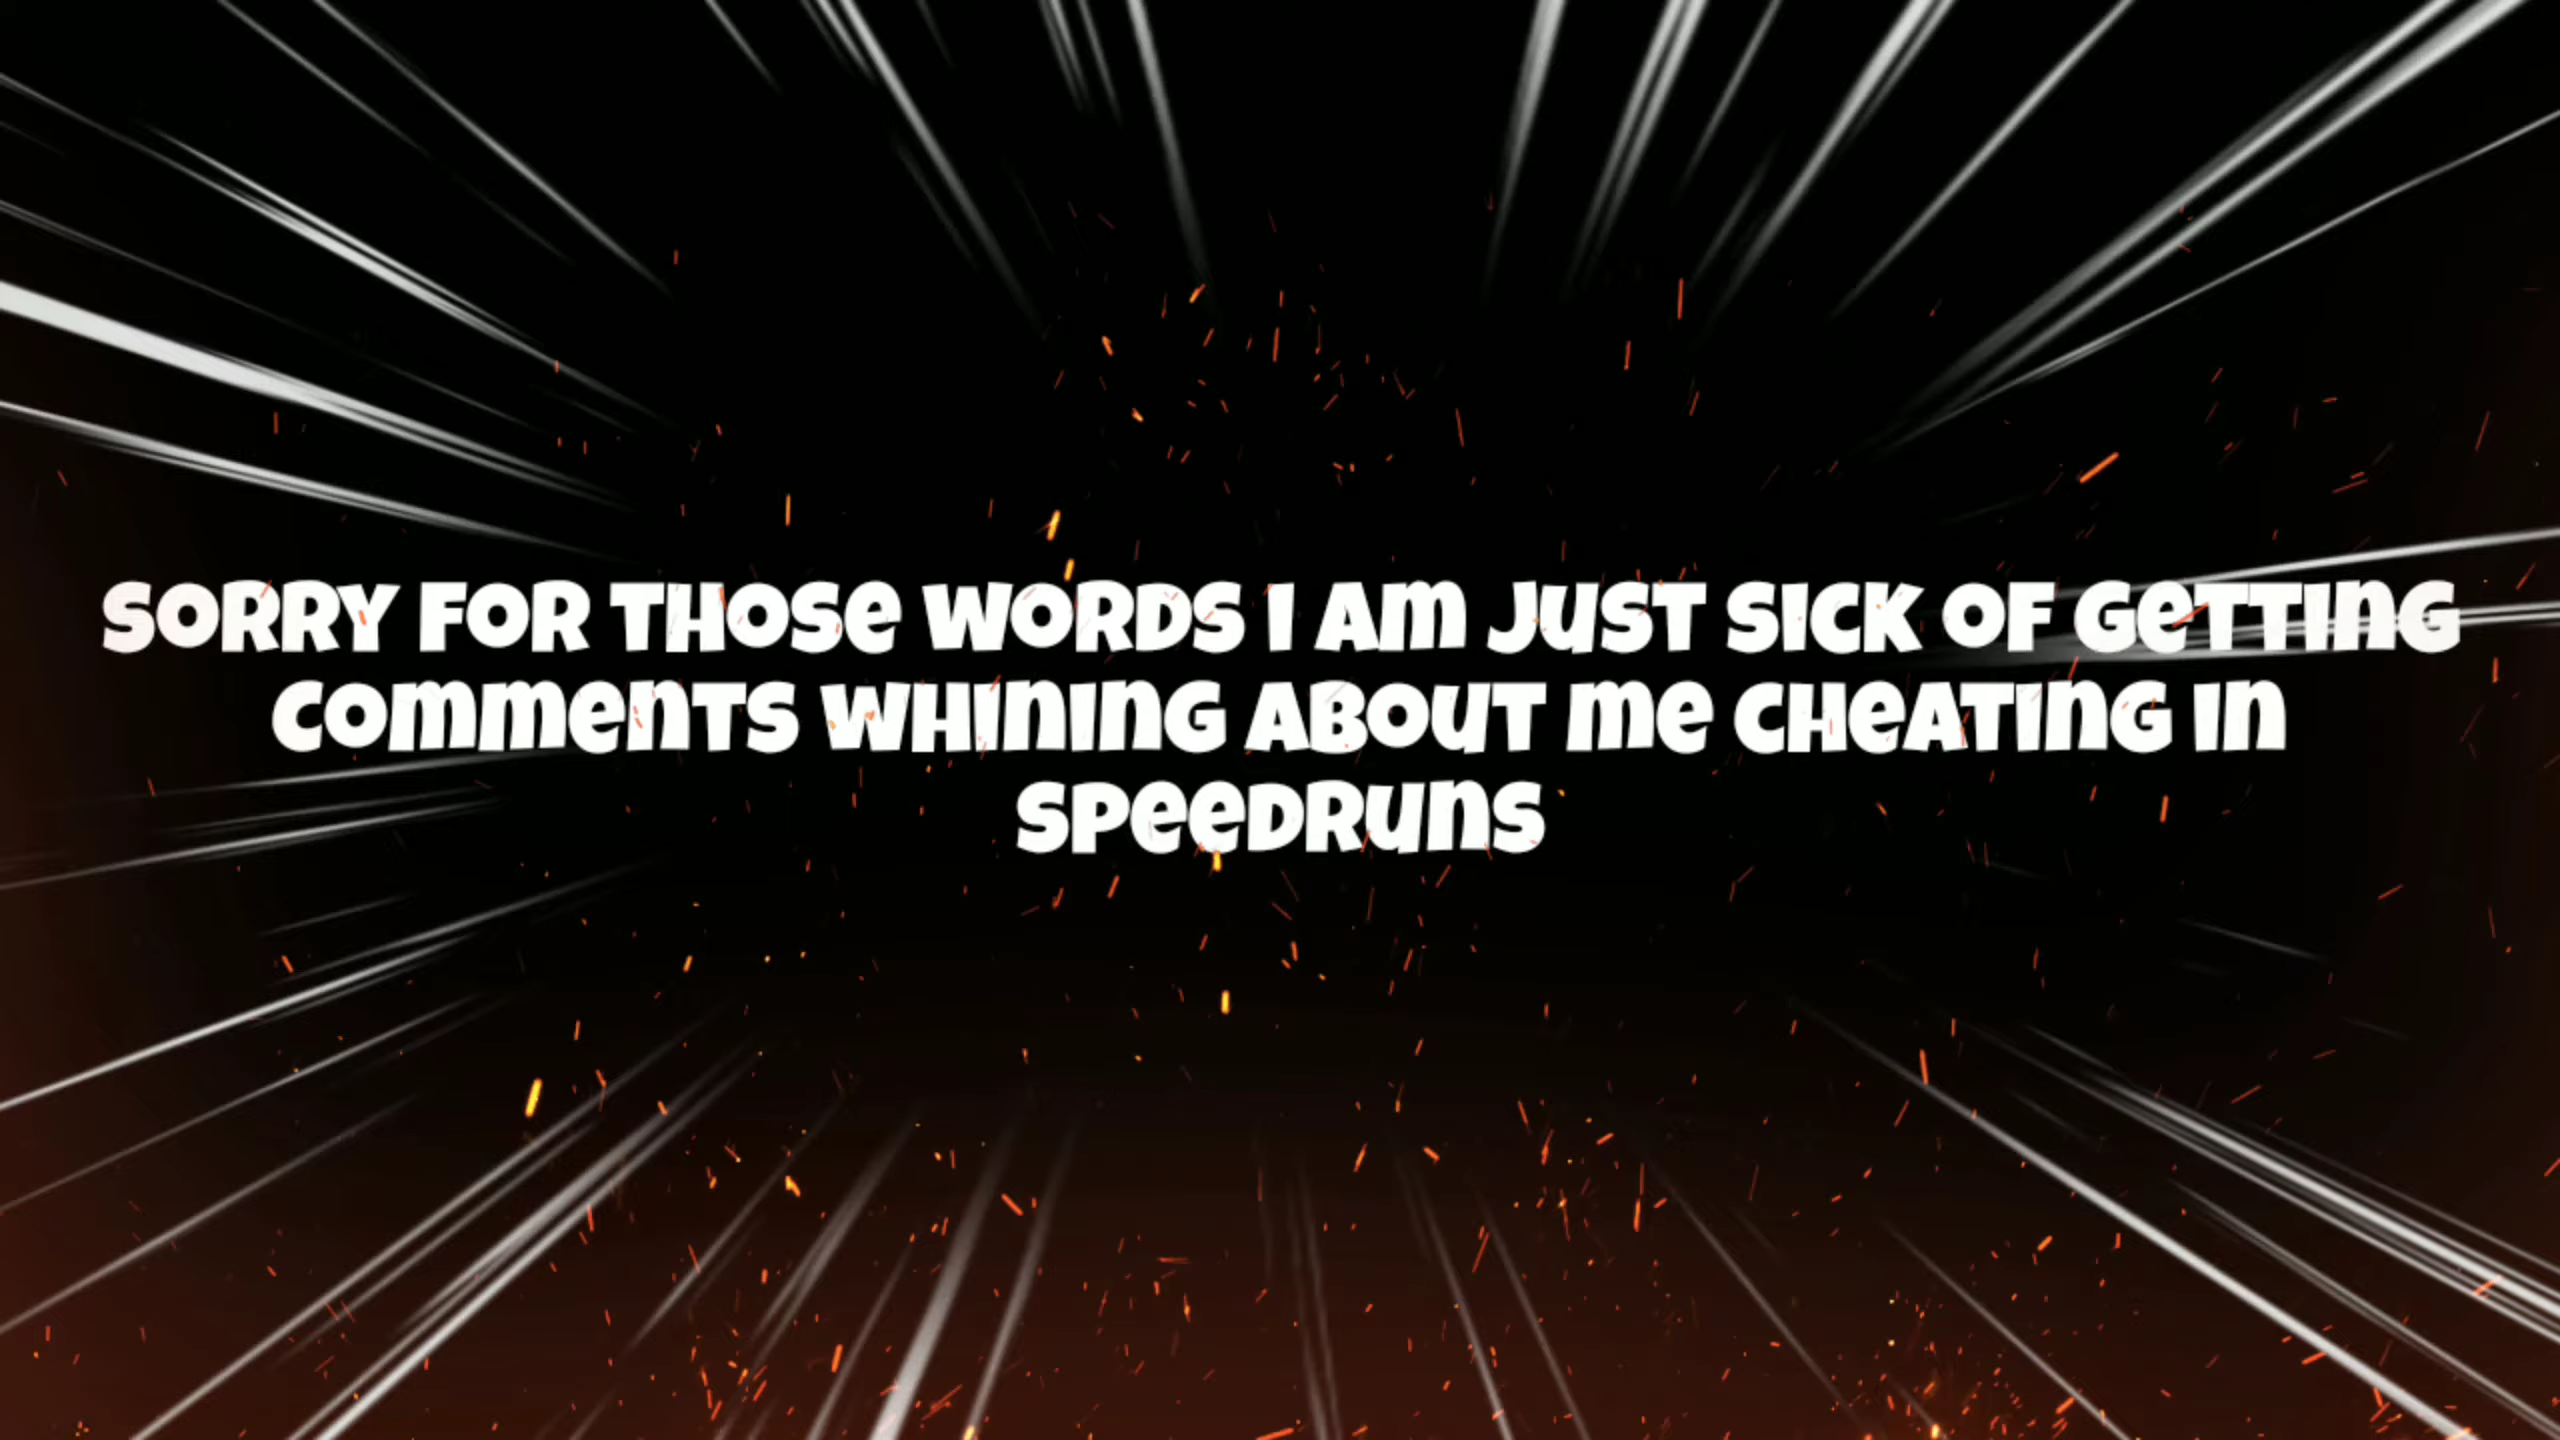 SORRY FOR THOSE WORDS I AM JUST SICK OF GETTING
COMMENTS WHINING ABOUT ME CHEATING IN
SPEEDRUNS